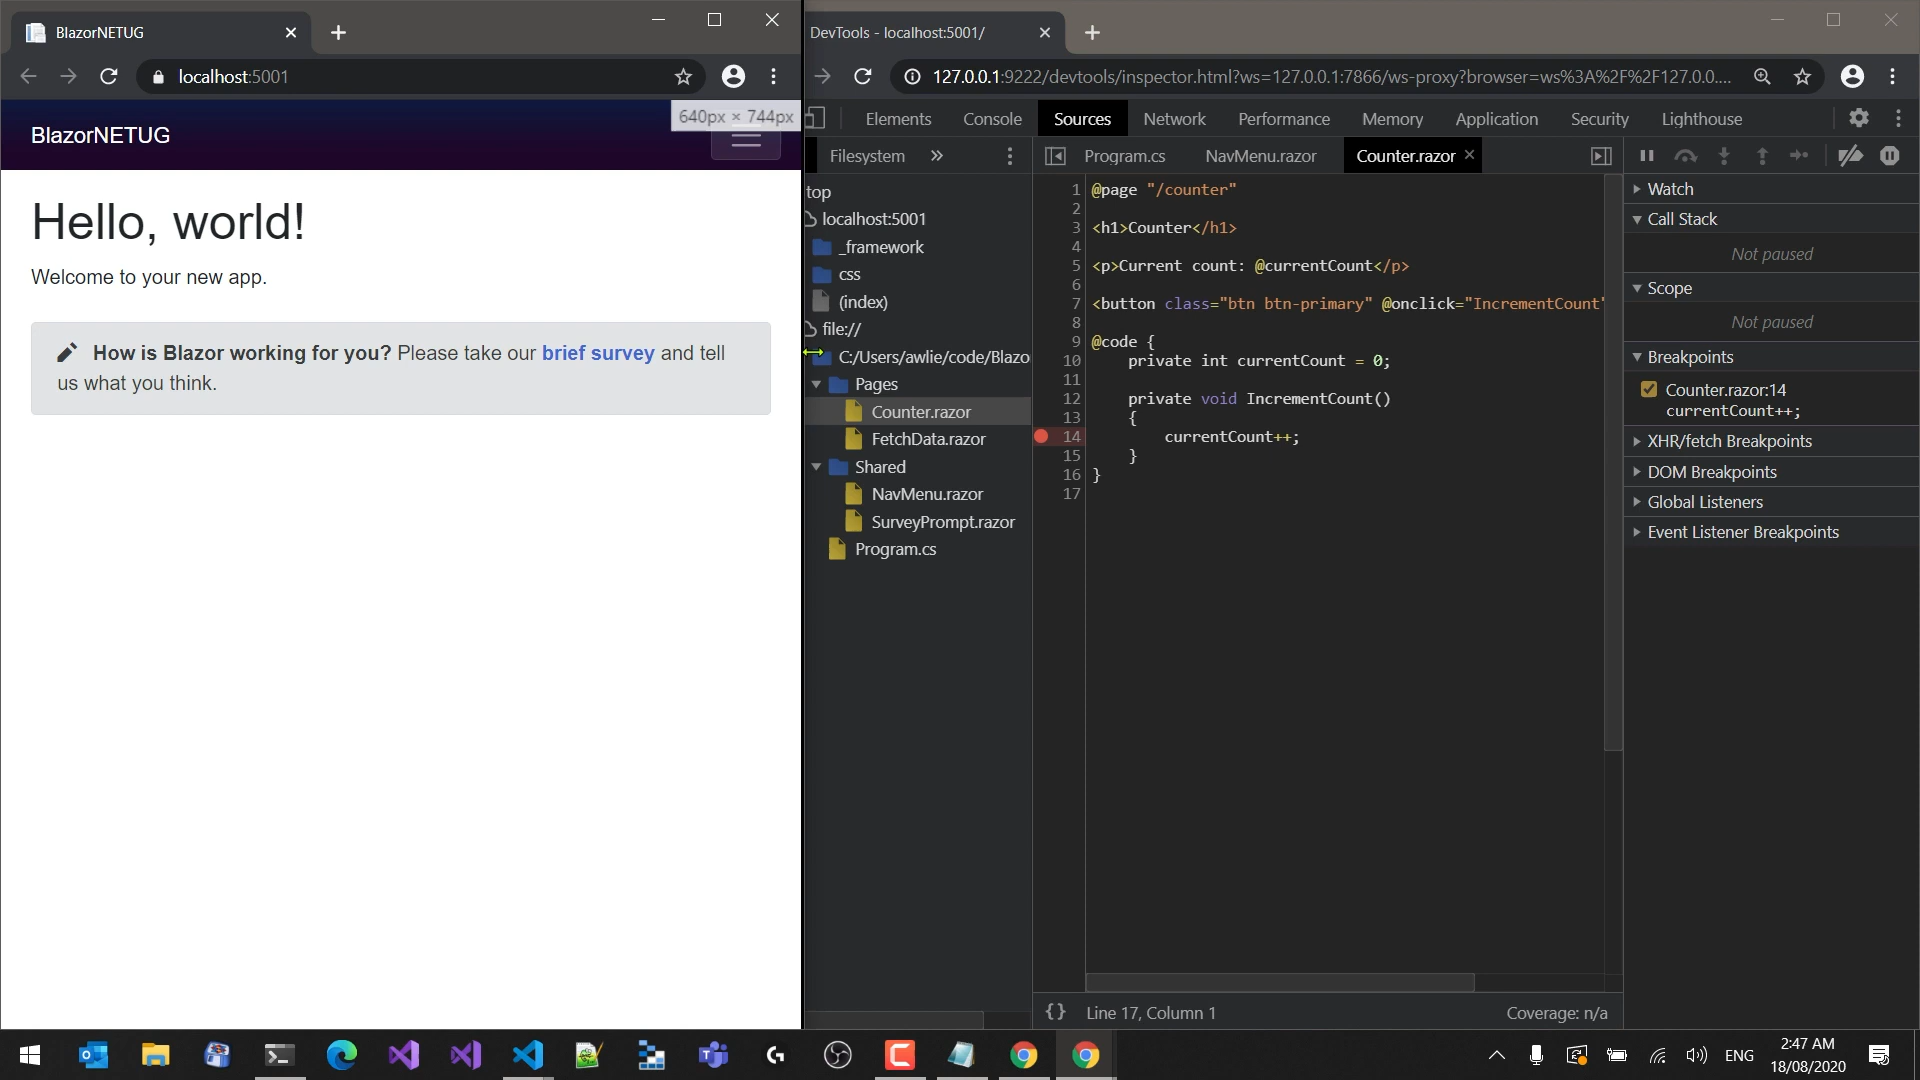 BlazorNETUG
localhost:5001
640px × 744px
BlazorNETUG
Hello, world!
Welcome to your new app.
How is Blazor working for you? Please take our brief survey and tell
us what you think.
DevTools - localhost:5001/
127.0.0.1:9222/devtools/inspector.html?ws=127.0.0.1:7866/ws-proxy?browser=ws%3A%2F%2F127.0.0....
Elements Console Sources Network Performance Memory Application Security Lighthouse
Filesystem »
top
localhost:5001
_framework
css
(index)
file://
C:/Users/awlie/code/Blazo
Pages
Counter.razor
FetchData.razor
Shared
NavMenu.razor
SurveyPrompt.razor
Program.cs
Program.cs NavMenu.razor Counter.razor
1 @page "/counter"
2
3 <h1>Counter</h1>
4
5 <p>Current count: @currentCount</p>
6
7 <button class="btn btn-primary" @onclick="IncrementCount"
8
9 @code {
10 private int currentCount = 0;
11
12 private void IncrementCount()
13 {
14 currentCount++;
15 }
16 }
17
{} Line 17, Column 1 Coverage: n/a
Watch
Call Stack
Not paused
Scope
Not paused
Breakpoints
Counter.razor:14
currentCount++;
XHR/fetch Breakpoints
DOM Breakpoints
Global Listeners
Event Listener Breakpoints
ENG
2:47 AM
18/08/2020